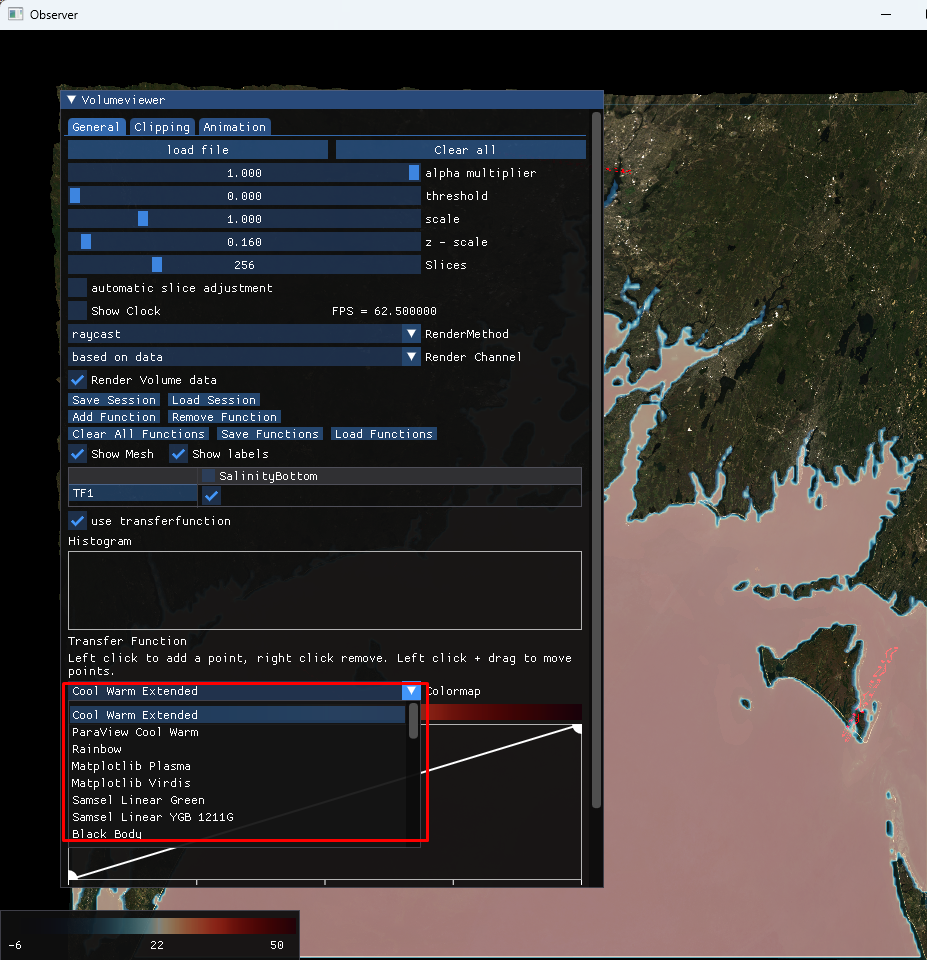 Observer
Volumeviewer
General Clipping Animation
load file Clear all
1.000 alpha multiplier
0.000 threshold
1.000 scale
0.160 z - scale
256 Slices
automatic slice adjustment
Show Clock FPS = 62.500000
raycast RenderMethod
based on data Render Channel
Render Volume data
Save Session Load Session
Add Function Remove Function
Clear All Functions Save Functions Load Functions
Show Mesh Show labels
SalinityBottom
TF1
use transferfunction
Histogram
Transfer Function
Left click to add a point, right click remove. Left click + drag to move
points.
Cool Warm Extended Colormap
Cool Warm Extended
ParaView Cool Warm
Rainbow
Matplotlib Plasma
Matplotlib Virdis
Samsel Linear Green
Samsel Linear YGB 1211G
Black Body
-6 22 50